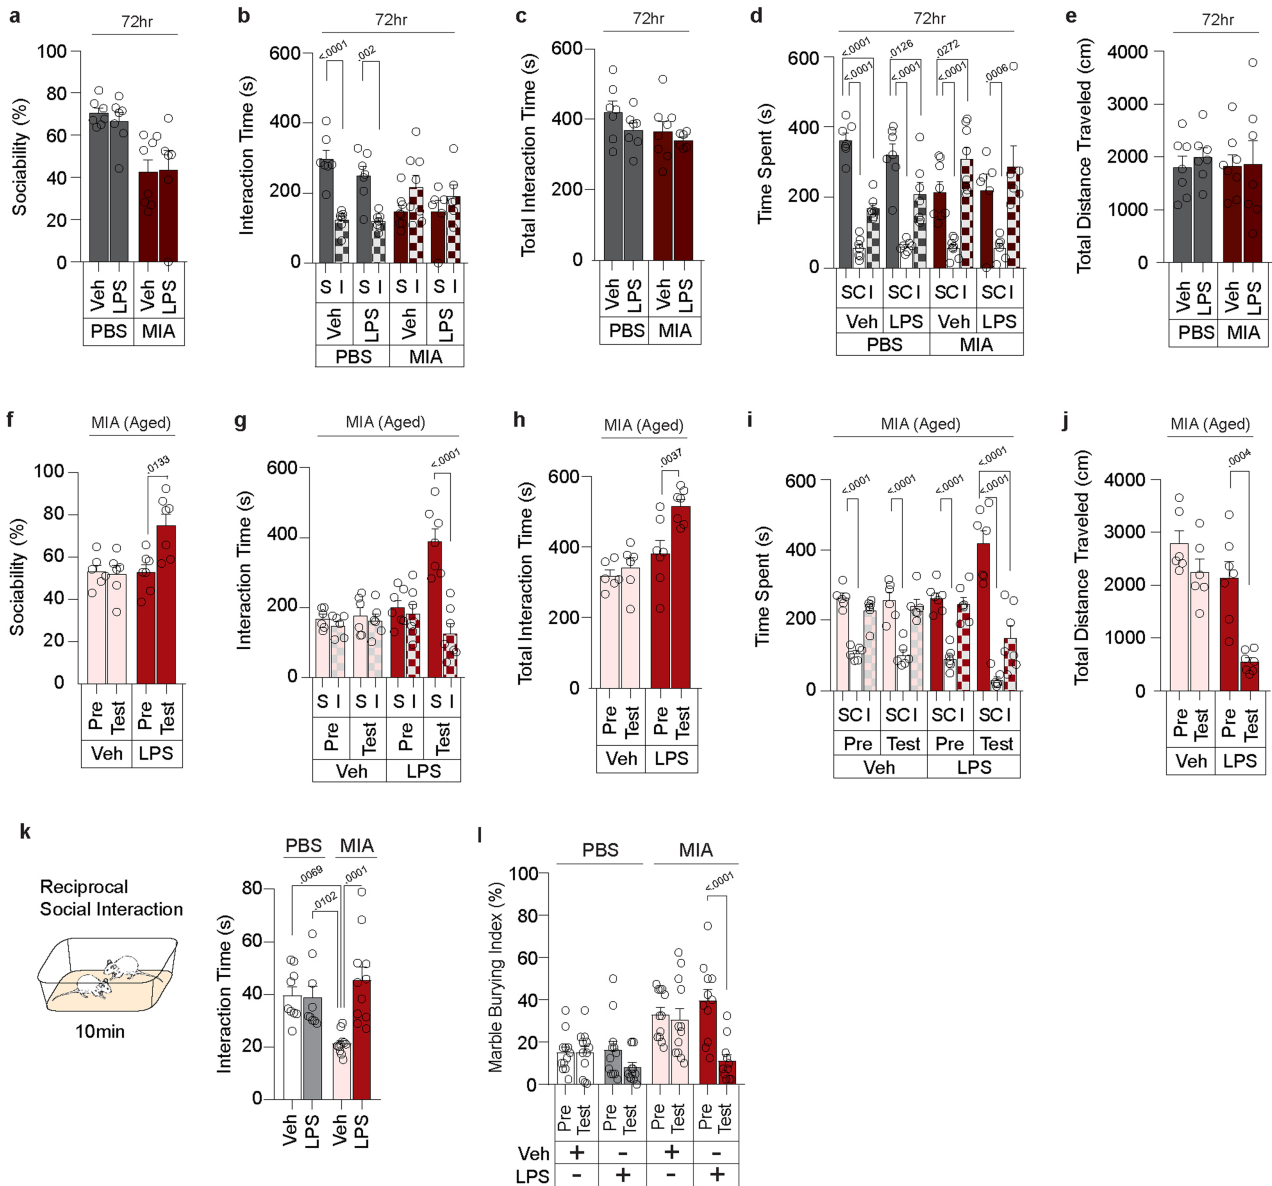 a
72hr
Sociability (%)
100
80
60
40
20
0
Veh LPS Veh LPS
PBS MIA
b
72hr
Interaction Time (s)
600
400
200
0
<.0001 .002
S I S I S I S I
Veh LPS Veh LPS
PBS MIA
c
72hr
Total Interaction Time (s)
600
400
200
0
Veh LPS Veh LPS
PBS MIA
d
72hr
Time Spent (s)
600
400
200
0
<.0001 .0126 .0272
<.0001 <.0001 <.0001 .0006
SCI SCI SCI SCI
Veh LPS Veh LPS
PBS MIA
e
72hr
Total Distance Traveled (cm)
4000
3000
2000
1000
0
Veh LPS Veh LPS
PBS MIA
f
MIA (Aged)
Sociability (%)
100
80
60
40
20
0
.0133
Pre Test Pre Test
Veh LPS
g
MIA (Aged)
Interaction Time (s)
600
400
200
0
<.0001
S I S I S I S I
Pre Test Pre Test
Veh LPS
h
MIA (Aged)
Total Interaction Time (s)
600
400
200
0
.0037
Pre Test Pre Test
Veh LPS
i
MIA (Aged)
Time Spent (s)
600
400
200
0
<.0001
<.0001 <.0001 <.0001 <.0001
SCI SCI SCI SCI
Pre Test Pre Test
Veh LPS
j
MIA (Aged)
Total Distance Traveled (cm)
4000
3000
2000
1000
0
.0004
Pre Test Pre Test
Veh LPS
k
Reciprocal
Social Interaction
10min
PBS MIA
Interaction Time (s)
80
60
40
20
0
.0069 .0001
.0102
Veh LPS Veh LPS
l
PBS MIA
Marble Burying Index (%)
100
80
60
40
20
0
<.0001
Pre Test Pre Test Pre Test Pre Test
Veh + - + -
LPS - + - +